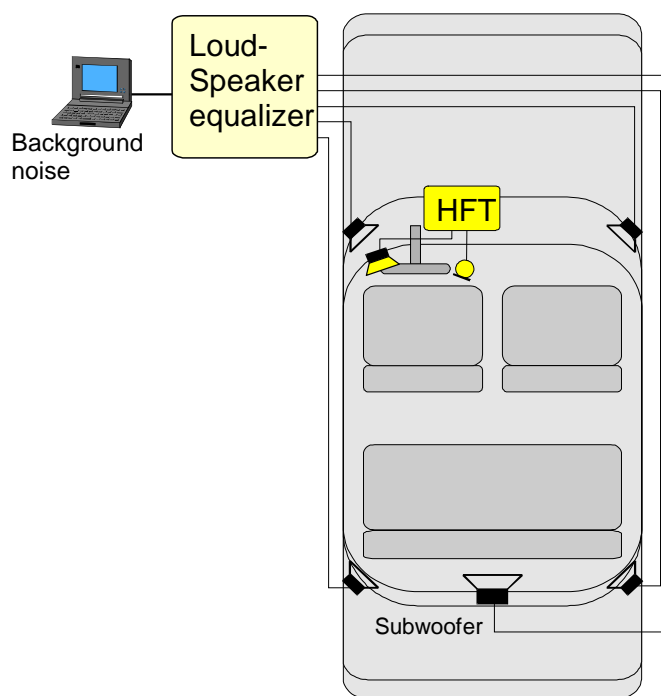 Loud-
Speaker
equalizer
Background
noise
HFT
Subwoofer